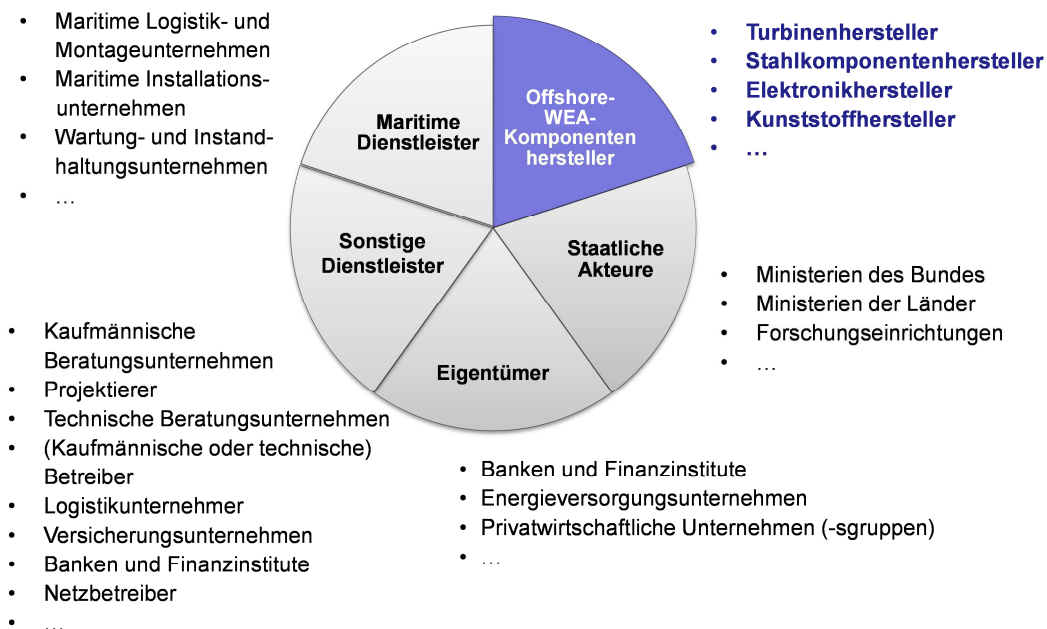 • Maritime Logistik- und
Montageunternehmen
• Maritime Installations-
unternehmen
• Wartung- und Instand-
haltungsunternehmen
• …
Maritime
Dienstleister
Offshore-
WEA-
Komponenten
hersteller
• Turbinenhersteller
• Stahlkomponentenhersteller
• Elektronikhersteller
• Kunststoffhersteller
• …
Sonstige
Dienstleister
Staatliche
Akteure
• Ministerien des Bundes
• Ministerien der Länder
• Forschungseinrichtungen
• …
Eigentümer
• Kaufmännische
Beratungsunternehmen
• Projektierer
• Technische Beratungsunternehmen
• (Kaufmännische oder technische)
Betreiber
• Logistikunternehmer
• Versicherungsunternehmen
• Banken und Finanzinstitute
• Netzbetreiber
• …
• Banken und Finanzinstitute
• Energieversorgungsunternehmen
• Privatwirtschaftliche Unternehmen (-sgruppen)
• …